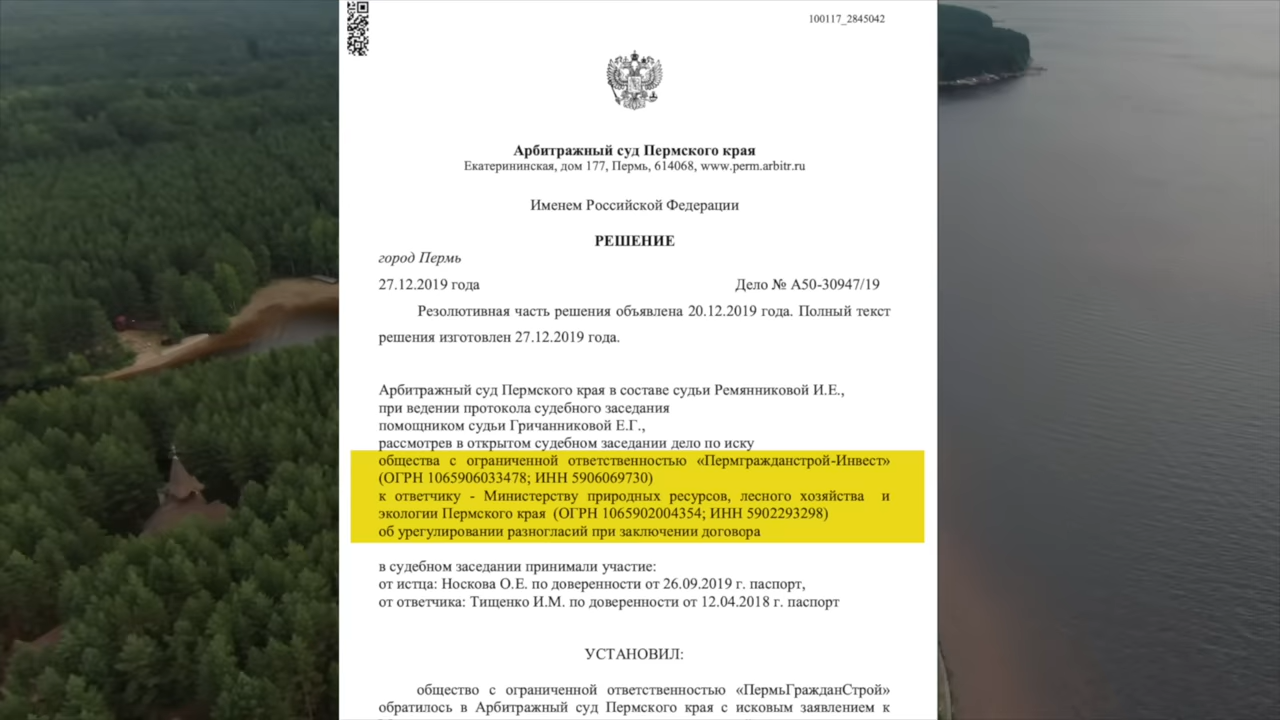 100117_2845042
Арбитражный суд Пермского края
Екатерининская, дом 177, Пермь, 614068, www.perm.arbitr.ru
Именем Российской Федерации
РЕШЕНИЕ
город Пермь
27.12.2019 года Дело № А50-30947/19
Резолютивная часть решения объявлена 20.12.2019 года. Полный текст
решения изготовлен 27.12.2019 года.
Арбитражный суд Пермского края в составе судьи Ремянниковой И.Е.,
при ведении протокола судебного заседания
помощником судьи Гричанниковой Е.Г.,
рассмотрев в открытом судебном заседании дело по иску
общества с ограниченной ответственностью «Пермгражданстрой-Инвест»
(ОГРН 1065906033478; ИНН 5906069730)
к ответчику - Министерству природных ресурсов, лесного хозяйства и
экологии Пермского края (ОГРН 1065902004354; ИНН 5902293298)
об урегулировании разногласий при заключении договора
в судебном заседании принимали участие:
от истца: Носкова О.Е. по доверенности от 26.09.2019 г. паспорт,
от ответчика: Тищенко И.М. по доверенности от 12.04.2018 г. паспорт
УСТАНОВИЛ:
общество с ограниченной ответственностью «ПермьГражданСтрой»
обратилось в Арбитражный суд Пермского края с исковым заявлением к